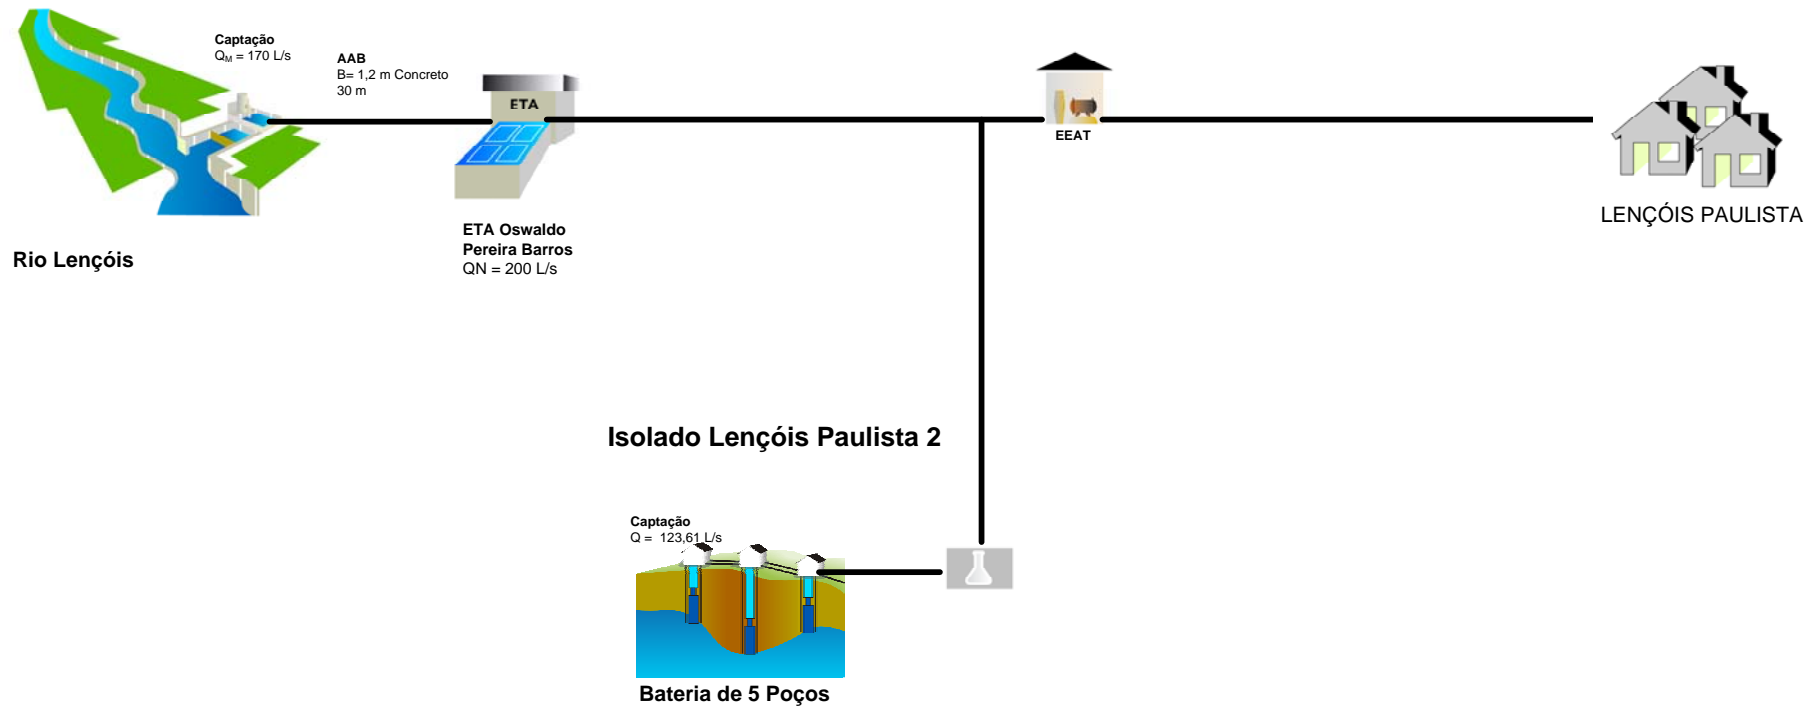 Captação
QM = 170 L/s
AAB
B= 1,2 m Concreto
30 m
ETA
EEAT
LENÇÓIS PAULISTA
ETA Oswaldo
Pereira Barros
QN = 200 L/s
Rio Lençóis
Isolado Lençóis Paulista 2
Captação
Q = 123,61 L/s
Bateria de 5 Poços